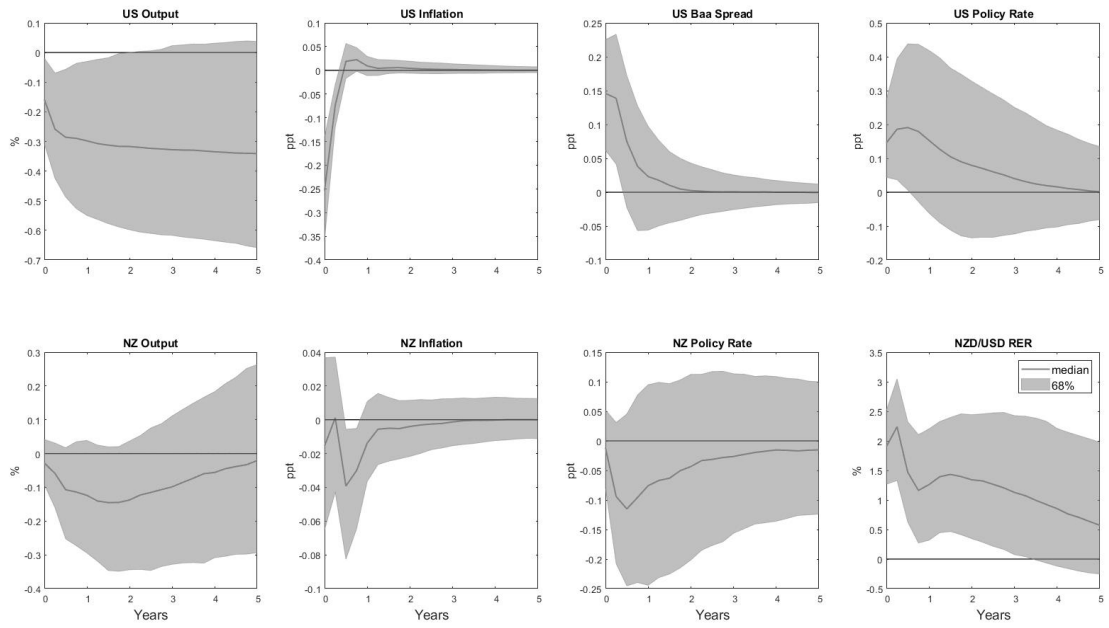 US Output
US Inflation
US Baa Spread
US Policy Rate
0.1
0
-0.1
-0.2
-0.3
-0.4
-0.5
-0.6
-0.7
%
0 1 2 3 4 5
0.1
0.05
0
-0.05
-0.1
-0.15
-0.2
-0.25
-0.3
-0.35
-0.4
ppt
0 1 2 3 4 5
0.25
0.2
0.15
0.1
0.05
0
-0.05
-0.1
ppt
0 1 2 3 4 5
0.5
0.4
0.3
0.2
0.1
0
-0.1
-0.2
ppt
0 1 2 3 4 5
NZ Output
NZ Inflation
NZ Policy Rate
NZD/USD RER
0.3
0.2
0.1
0
-0.1
-0.2
-0.3
-0.4
%
0 1 2 3 4 5
Years
0.04
0.02
0
-0.02
-0.04
-0.06
-0.08
-0.1
ppt
0 1 2 3 4 5
Years
0.15
0.1
0.05
0
-0.05
-0.1
-0.15
-0.2
-0.25
ppt
0 1 2 3 4 5
Years
3.5
3
2.5
2
1.5
1
0.5
0
-0.5
%
median
68%
0 1 2 3 4 5
Years